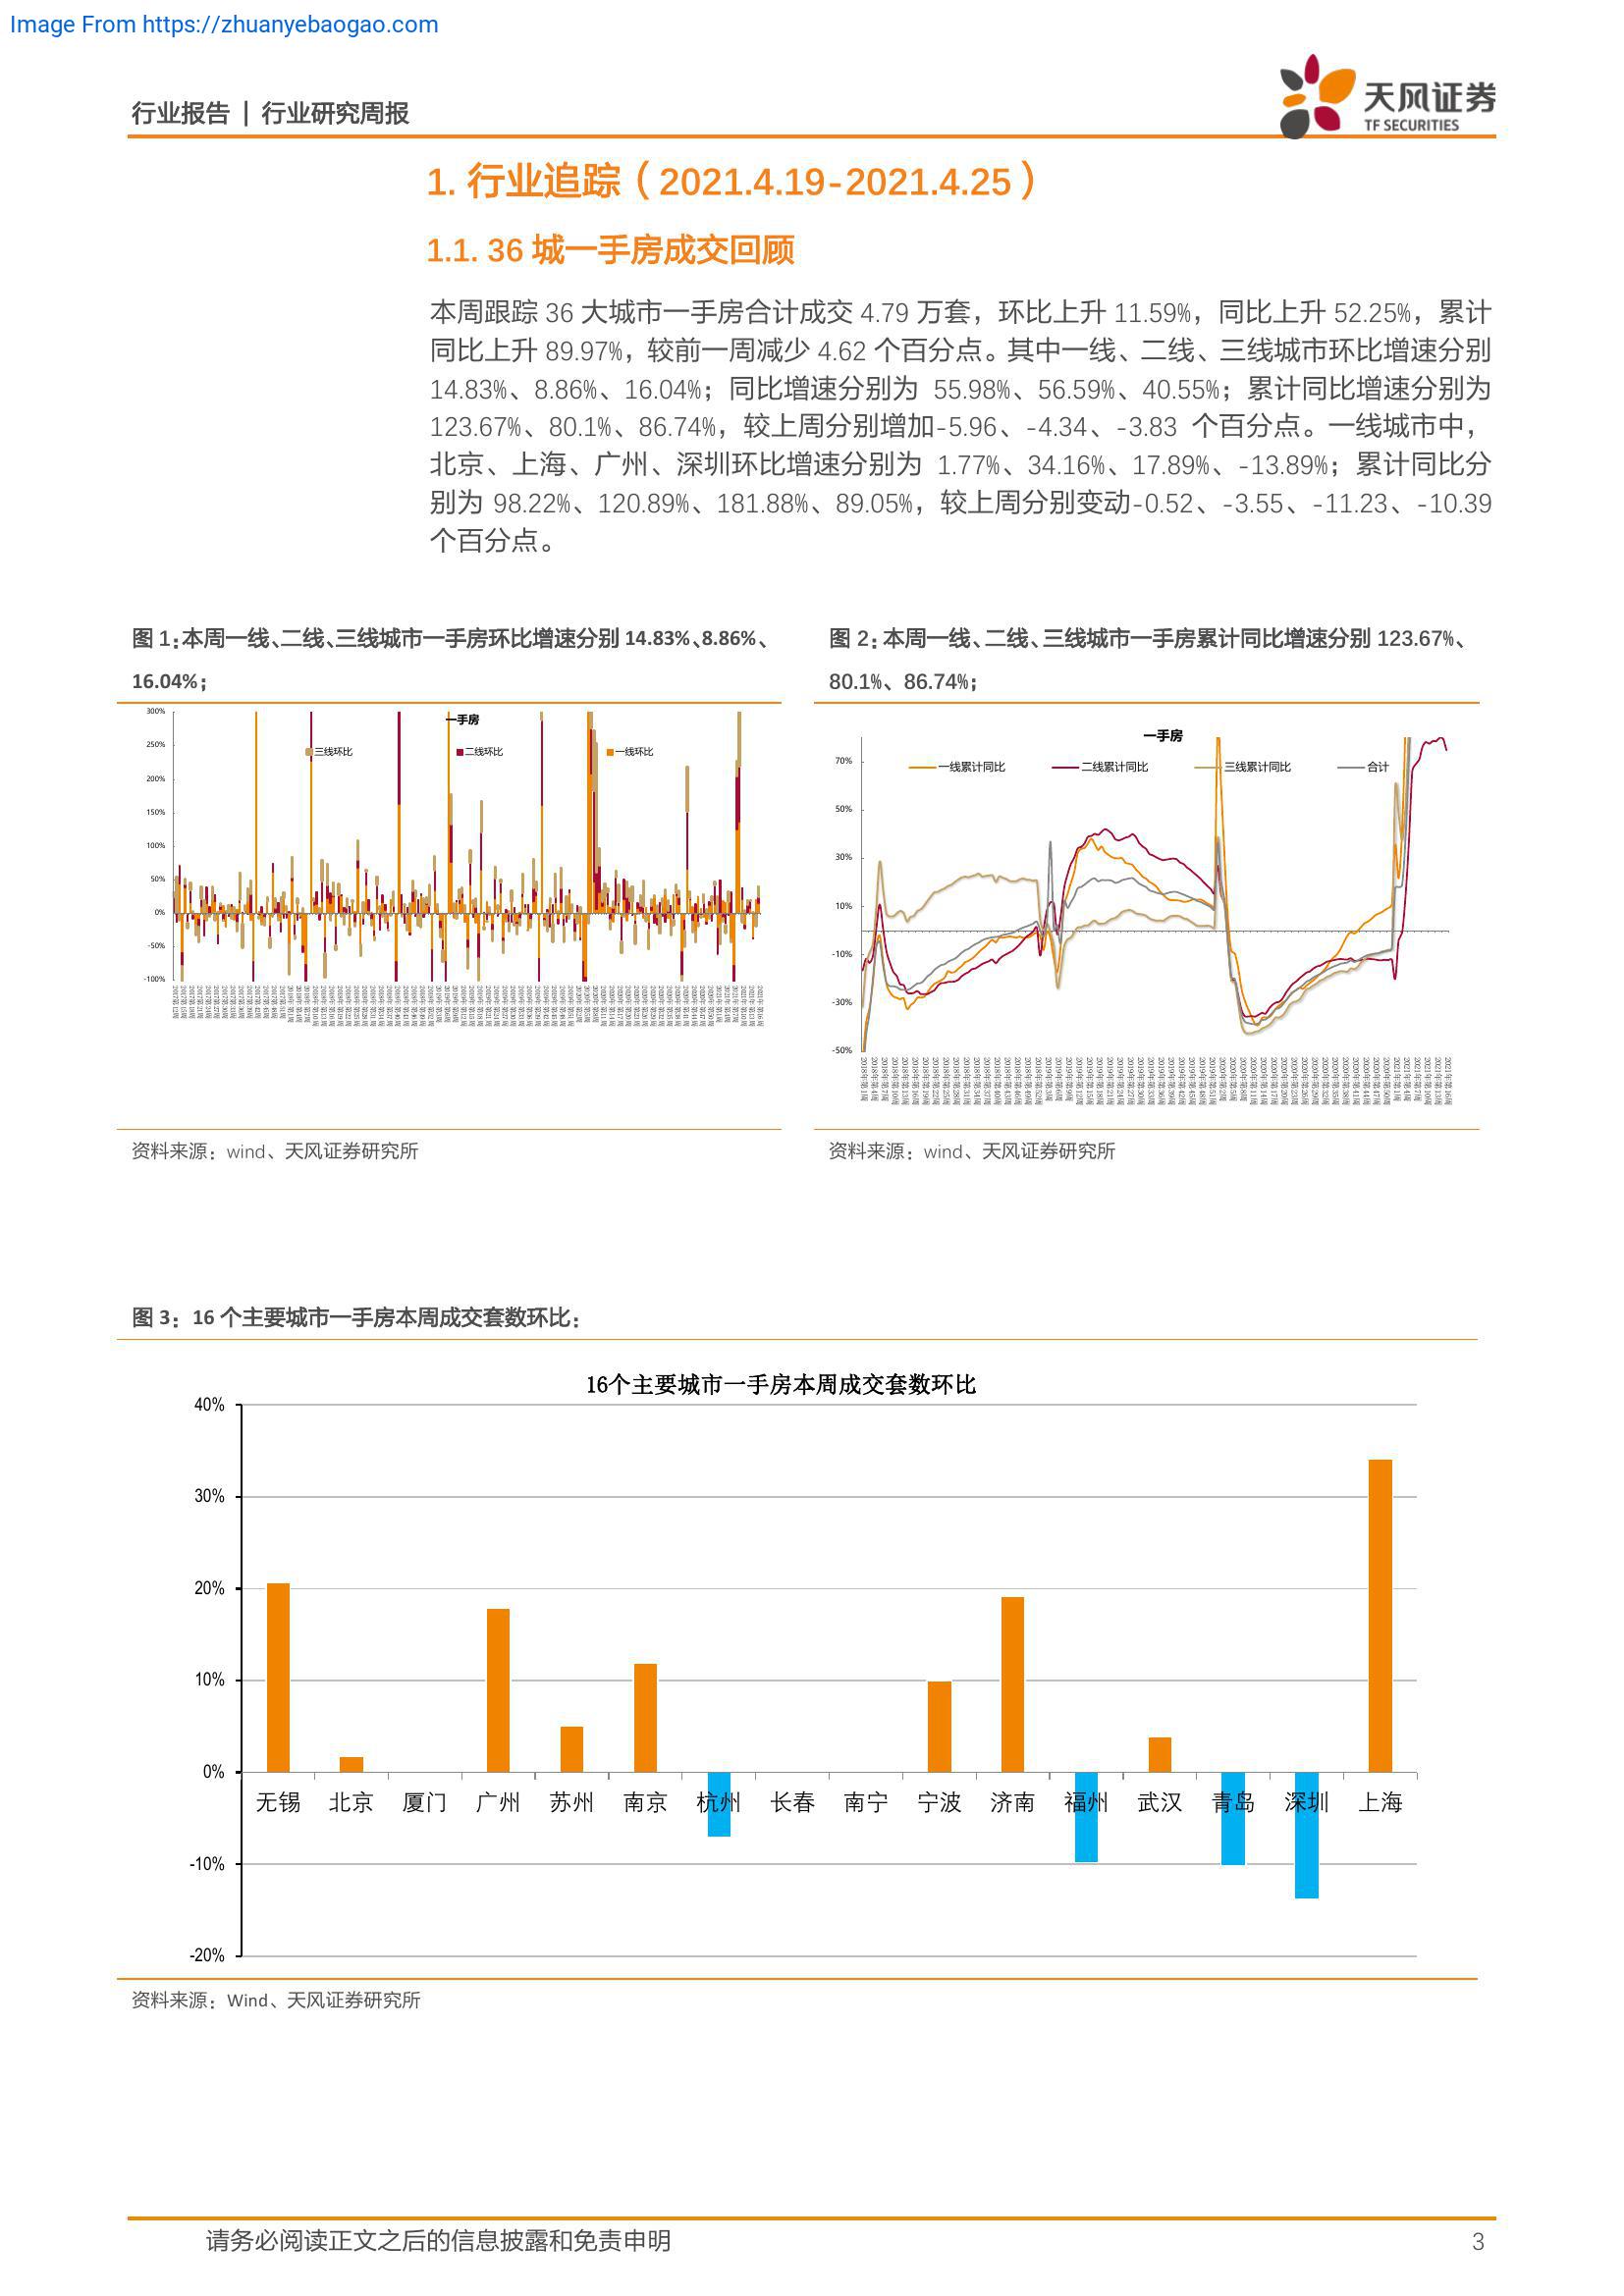 Image From https://zhuanyebaogao.com
行业报告 | 行业研究周报
天风证券
TF SECURITIES
1. 行业追踪（2021.4.19-2021.4.25）
1.1. 36 城一手房成交回顾
本周跟踪 36 大城市一手房合计成交 4.79 万套，环比上升 11.59%，同比上升 52.25%，累计
同比上升 89.97%，较前一周减少 4.62 个百分点。其中一线、二线、三线城市环比增速分别
14.83%、8.86%、16.04%；同比增速分别为 55.98%、56.59%、40.55%；累计同比增速分别为
123.67%、80.1%、86.74%，较上周分别增加-5.96、-4.34、-3.83 个百分点。一线城市中，
北京、上海、广州、深圳环比增速分别为 1.77%、34.16%、17.89%、-13.89%；累计同比分
别为 98.22%、120.89%、181.88%、89.05%，较上周分别变动-0.52、-3.55、-11.23、-10.39
个百分点。
图 1：本周一线、二线、三线城市一手房环比增速分别 14.83%、8.86%、
16.04%；
一手房
三线环比 二线环比 一线环比
300%
250%
200%
150%
100%
50%
0%
-50%
-100%
资料来源：wind、天风证券研究所
图 2：本周一线、二线、三线城市一手房累计同比增速分别 123.67%、
80.1%、86.74%；
一手房
一线累计同比 二线累计同比 三线累计同比 合计
70%
50%
30%
10%
-10%
-30%
-50%
资料来源：wind、天风证券研究所
图 3：16 个主要城市一手房本周成交套数环比：
16个主要城市一手房本周成交套数环比
40%
30%
20%
10%
0%
-10%
-20%
无锡 北京 厦门 广州 苏州 南京 杭州 长春 南宁 宁波 济南 福州 武汉 青岛 深圳 上海
资料来源：Wind、天风证券研究所
请务必阅读正文之后的信息披露和免责申明 3